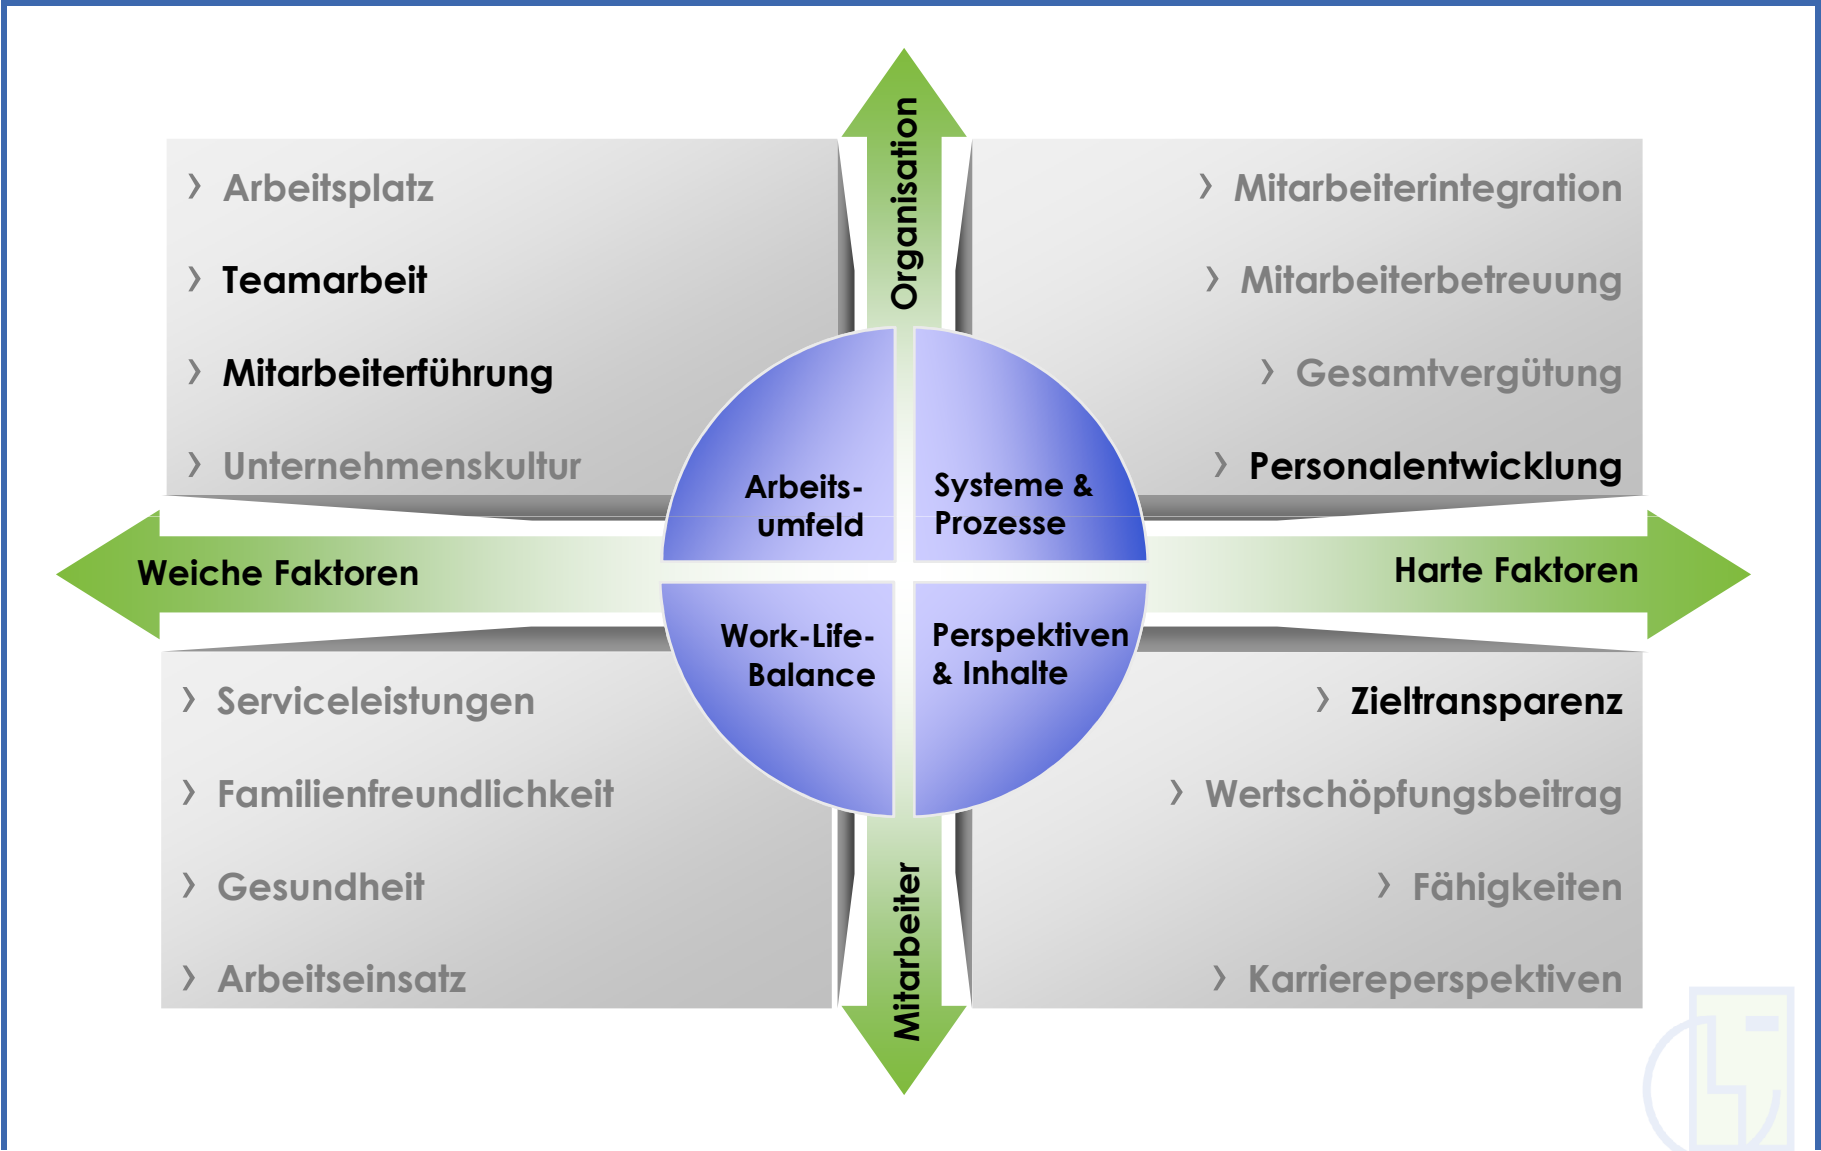 Organisation
› Arbeitsplatz
› Teamarbeit
› Mitarbeiterführung
› Unternehmenskultur
› Mitarbeiterintegration
› Mitarbeiterbetreuung
› Gesamtvergütung
› Personalentwicklung
Arbeits-
umfeld
Systeme &
Prozesse
Weiche Faktoren
Harte Faktoren
Work-Life-
Balance
Perspektiven
& Inhalte
› Serviceleistungen
› Familienfreundlichkeit
› Gesundheit
› Arbeitseinsatz
› Zieltransparenz
› Wertschöpfungsbeitrag
› Fähigkeiten
› Karriereperspektiven
Mitarbeiter